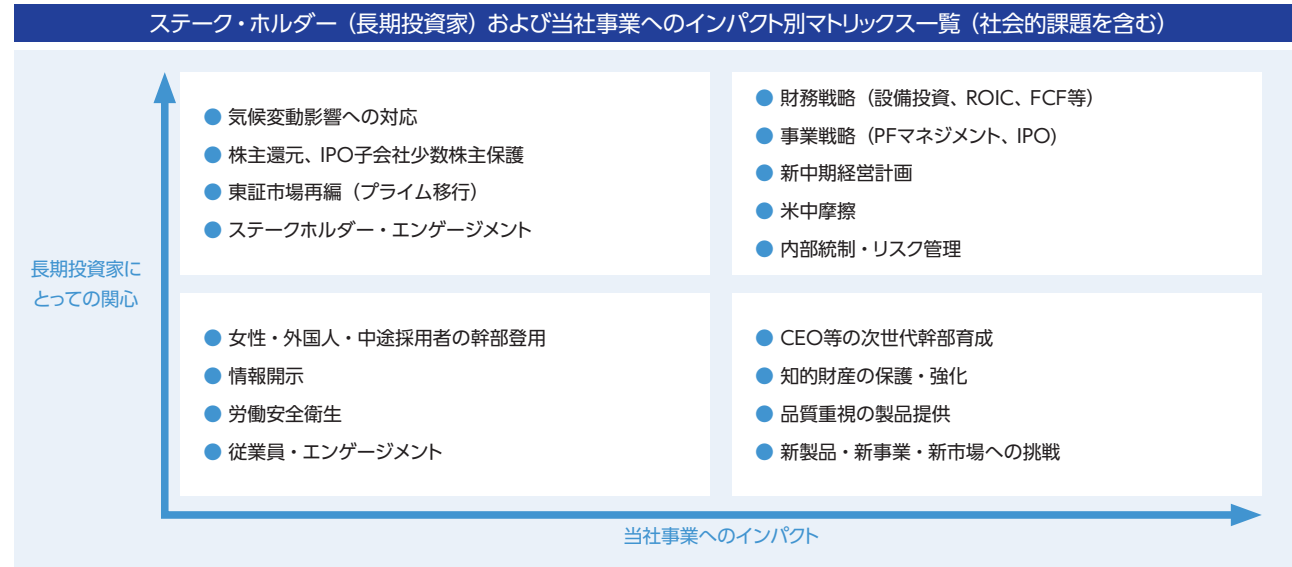 ステーク・ホルダー（長期投資家）および当社事業へのインパクト別マトリックス一覧（社会的課題を含む）
● 気候変動影響への対応
● 株主還元、IPO子会社少数株主保護
● 東証市場再編（プライム移行）
● ステークホルダー・エンゲージメント
● 財務戦略（設備投資、ROIC、FCF等）
● 事業戦略（PFマネジメント、IPO)
● 新中期経営計画
● 米中摩擦
● 内部統制・リスク管理
長期投資家に
とっての関心
● 女性・外国人・中途採用者の幹部登用
● 情報開示
● 労働安全衛生
● 従業員・エンゲージメント
● CEO等の次世代幹部育成
● 知的財産の保護・強化
● 品質重視の製品提供
● 新製品・新事業・新市場への挑戦
当社事業へのインパクト